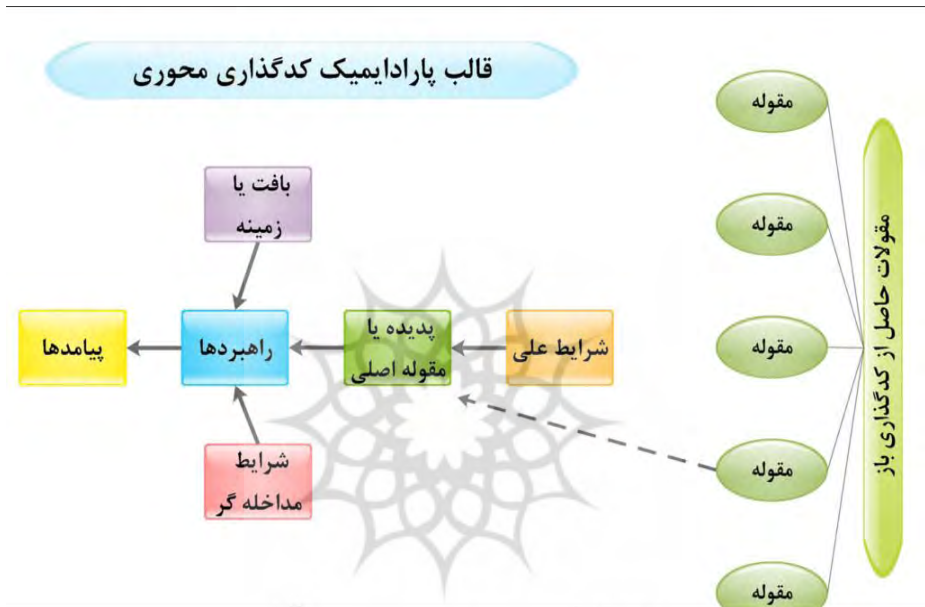 قالب پارادایمیک کدگذاری محوری
مقوله
مقوله
مقوله
مقوله
مقوله
مقولات حاصل از کدگذاری باز
بافت یا
زمینه
شرایط علی
پدیده یا
مقوله اصلی
راهبردها
پیامدها
شرایط
مداخله گر